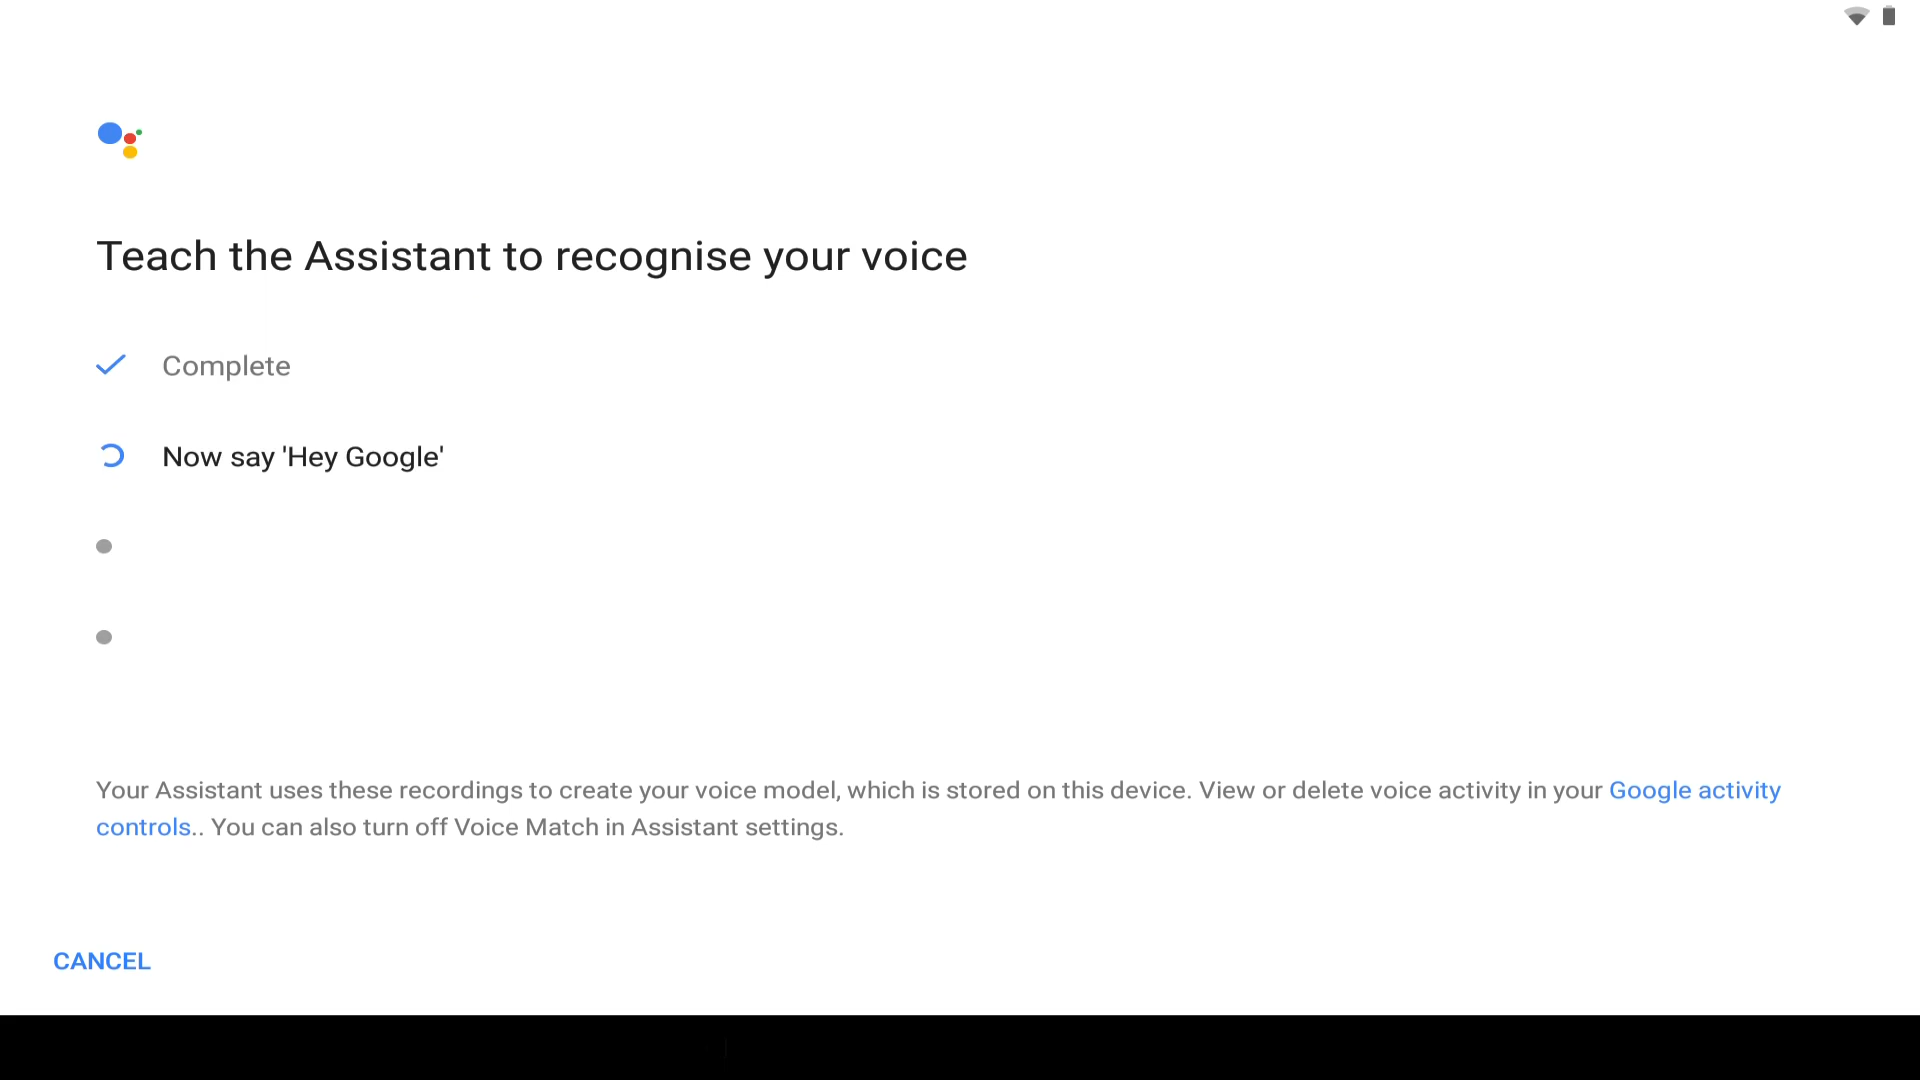 Teach the Assistant to recognise your voice
Complete
Now say 'Hey Google'
Your Assistant uses these recordings to create your voice model, which is stored on this device. View or delete voice activity in your Google activity
controls.. You can also turn off Voice Match in Assistant settings.
CANCEL